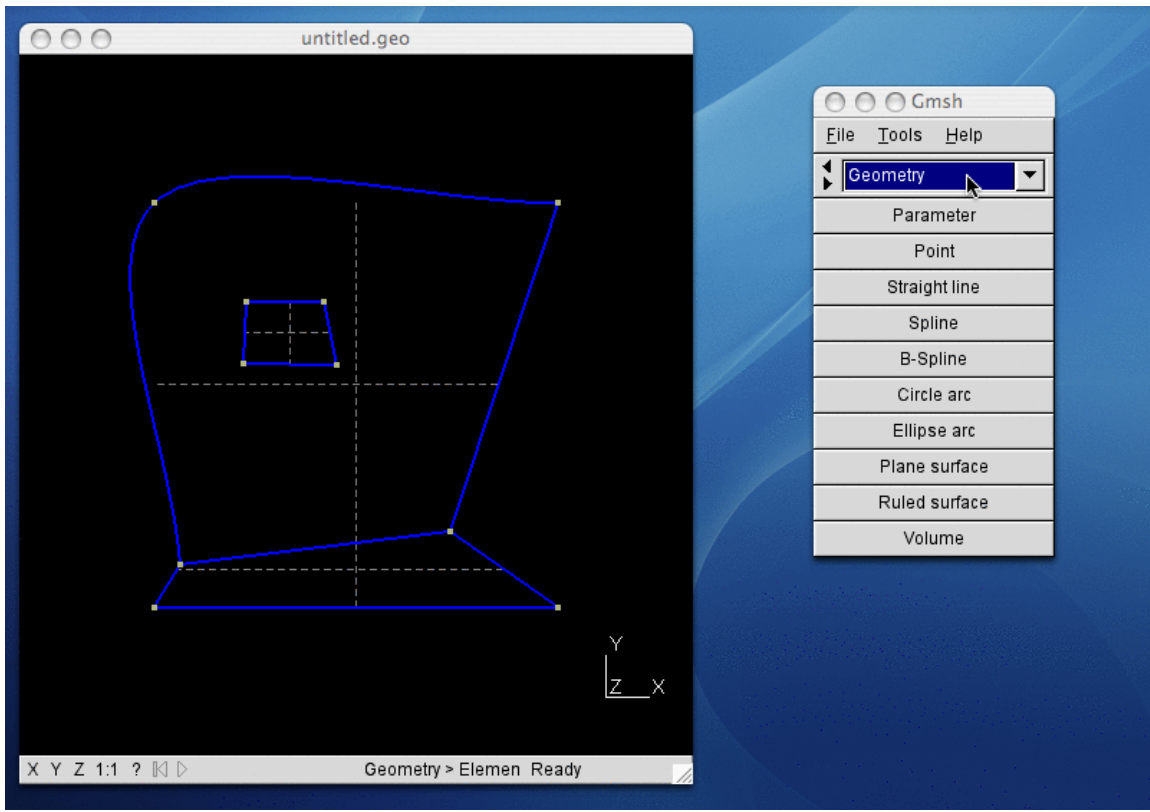 untitled.geo
Y
Z X
X Y Z 1:1 ? Geometry > Elemen Ready
Gmsh
File Tools Help
Geometry
Parameter
Point
Straight line
Spline
B-Spline
Circle arc
Ellipse arc
Plane surface
Ruled surface
Volume